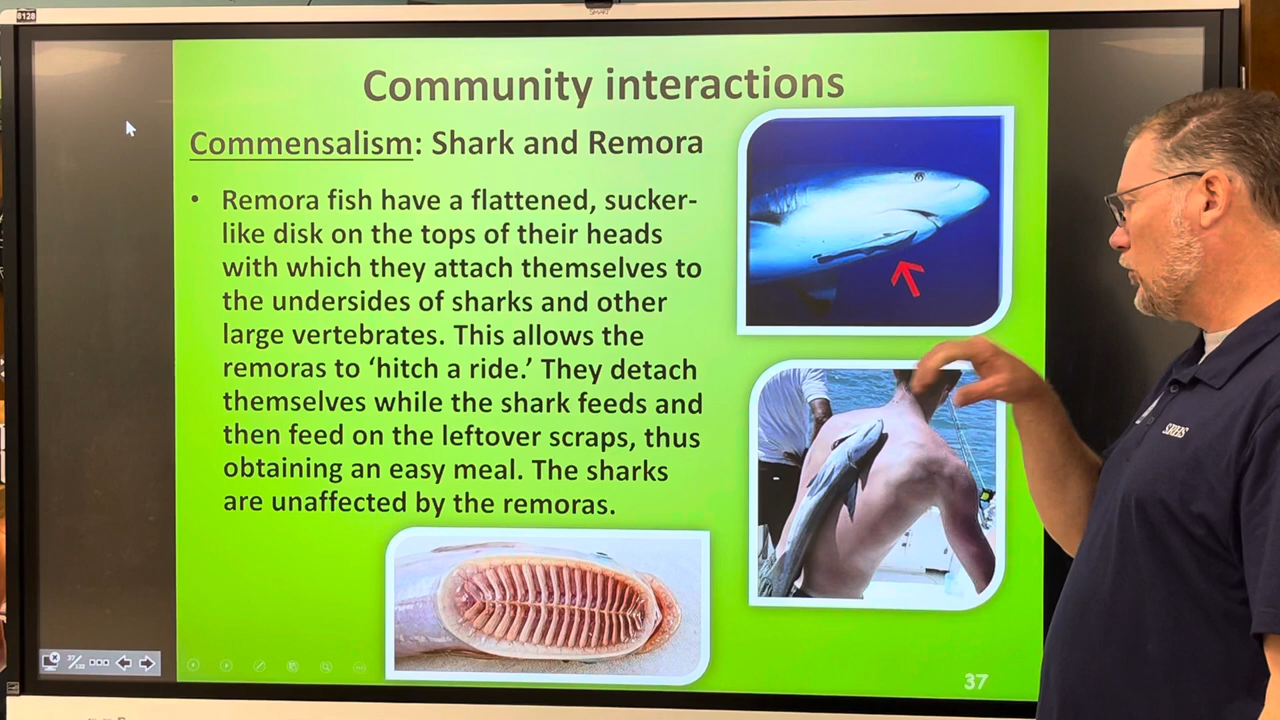 8128
SMART
Community interactions
Commensalism: Shark and Remora
• Remora fish have a flattened, sucker-
like disk on the tops of their heads
with which they attach themselves to
the undersides of sharks and other
large vertebrates. This allows the
remoras to ‘hitch a ride.’ They detach
themselves while the shark feeds and
then feed on the leftover scraps, thus
obtaining an easy meal. The sharks
are unaffected by the remoras.
SRHS
37